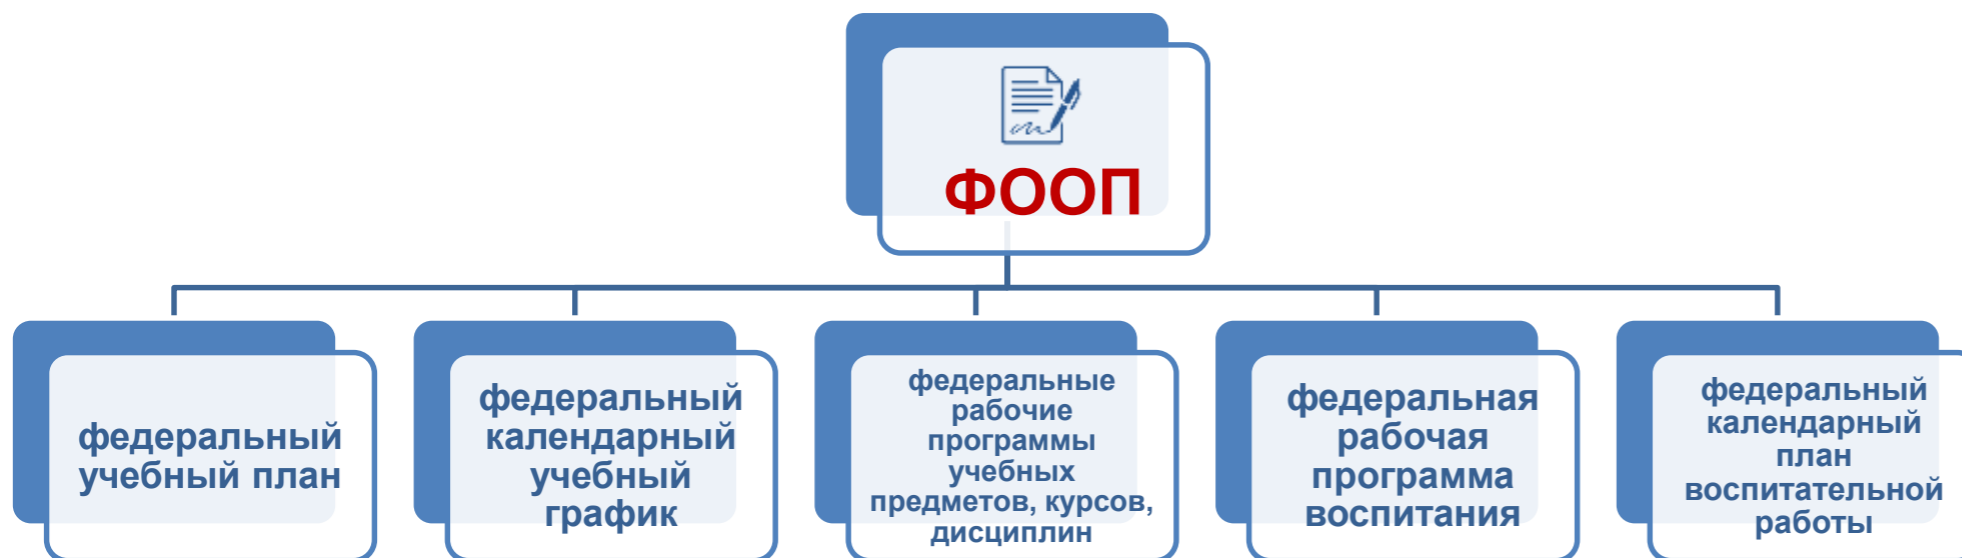 ФООП
федеральный
учебный план
федеральный
календарный
учебный
график
федеральные
рабочие
программы
учебных
предметов, курсов,
дисциплин
федеральная
рабочая
программа
воспитания
федеральный
календарный
план
воспитательной
работы